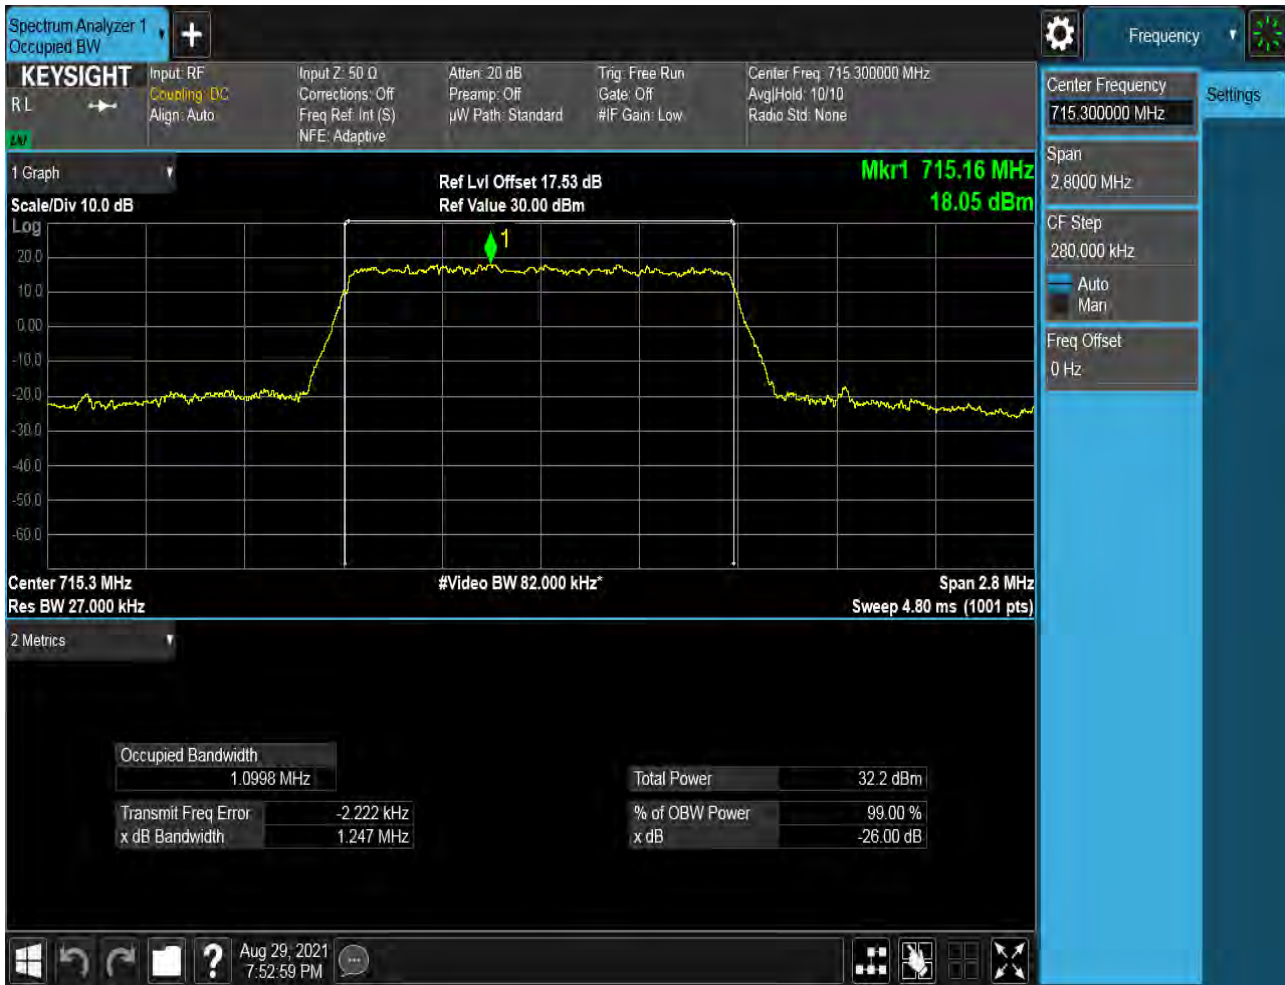 Spectrum Analyzer 1
Occupied BW
Frequency
KEYSIGHT
R L
Input: RF
Coupling: DC
Align: Auto
Input Z: 50 Ω
Corrections: Off
Freq Ref: Int (S)
NFE: Adaptive
Atten: 20 dB
Preamp: Off
µW Path: Standard
Trig: Free Run
Gate: Off
#IF Gain: Low
Center Freq: 715.300000 MHz
Avg|Hold: 10/10
Radio Std: None
Center Frequency
715.300000 MHz
Settings
Span
2.8000 MHz
CF Step
280.000 kHz
Auto
Man
Freq Offset
0 Hz
1 Graph
Scale/Div 10.0 dB
Ref Lvl Offset 17.53 dB
Ref Value 30.00 dBm
Mkr1 715.16 MHz
18.05 dBm
Log
20.0
10.0
0.00
-10.0
-20.0
-30.0
-40.0
-50.0
-60.0
1
Center 715.3 MHz
Res BW 27.000 kHz
#Video BW 82.000 kHz*
Span 2.8 MHz
Sweep 4.80 ms (1001 pts)
2 Metrics
Occupied Bandwidth
1.0998 MHz
Transmit Freq Error -2.222 kHz
x dB Bandwidth 1.247 MHz
Total Power 32.2 dBm
% of OBW Power 99.00 %
x dB -26.00 dB
?
Aug 29, 2021
7:52:59 PM